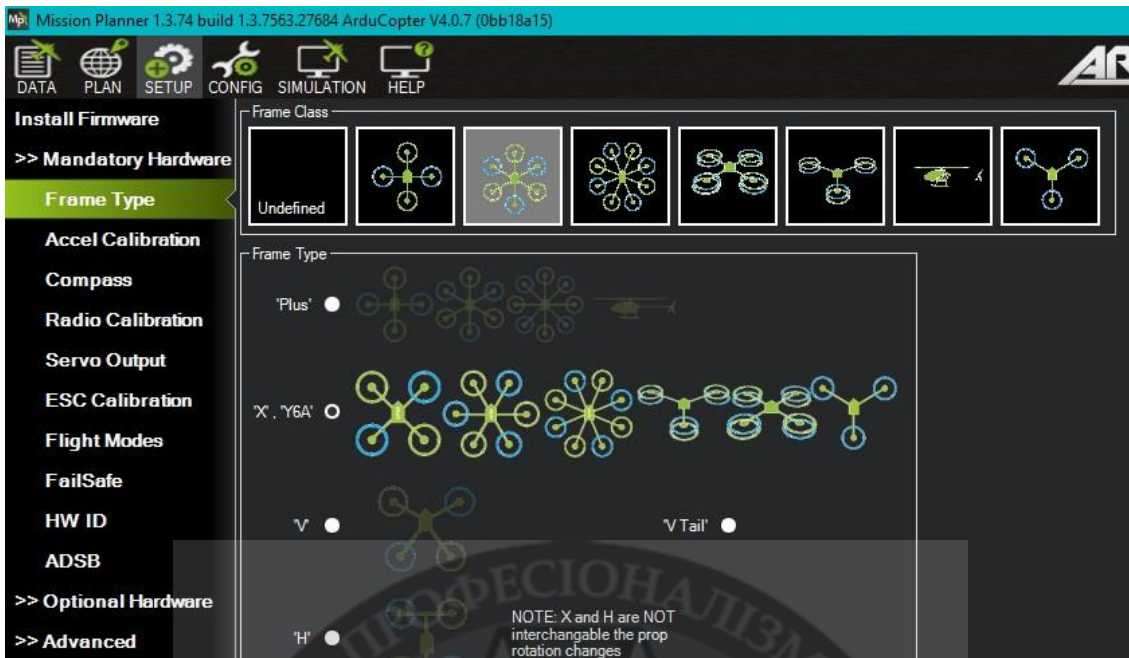 Mission Planner 1.3.74 build 1.3.7563.27684 ArduCopter V4.0.7 (0bb18a15)
DATA PLAN SETUP CONFIG SIMULATION HELP
Install Firmware
>> Mandatory Hardware
Frame Type
Accel Calibration
Compass
Radio Calibration
Servo Output
ESC Calibration
Flight Modes
FailSafe
HW ID
ADSB
>> Optional Hardware
>> Advanced
Frame Class
Undefined
Frame Type
'Plus'
'X', 'Y6A'
'V'
'V Tail'
'H'
NOTE: X and H are NOT
interchangable the prop
rotation changes